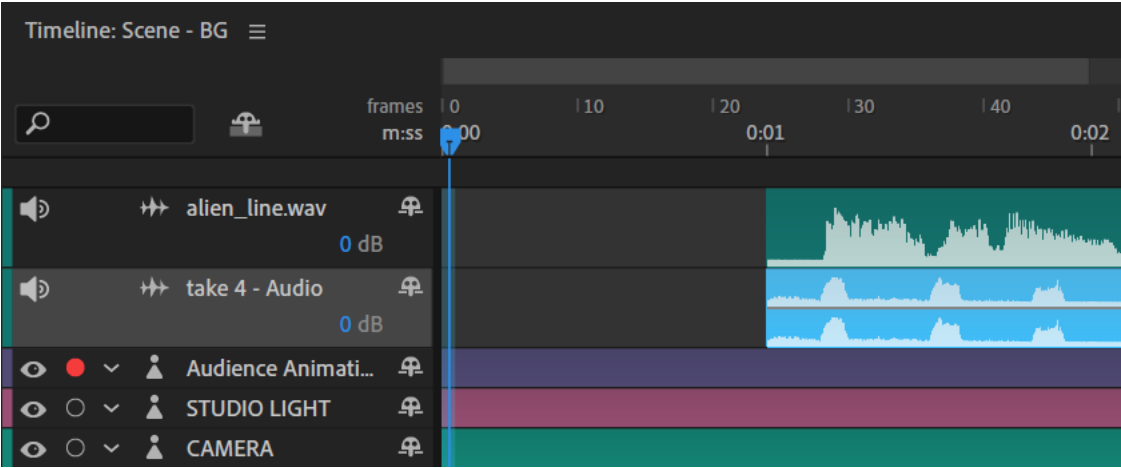 Timeline: Scene - BG
frames 0 10 20 30 40
m:ss 0:00 0:01 0:02
alien_line.wav
0 dB
take 4 - Audio
0 dB
Audience Animati...
STUDIO LIGHT
CAMERA